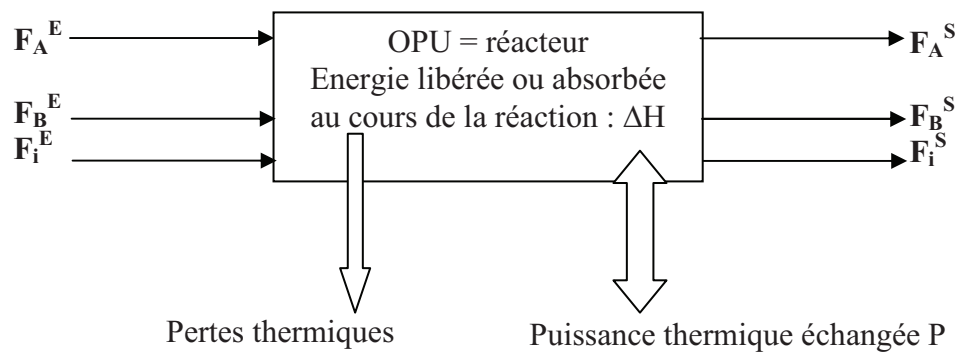 F_A^E
F_B^E
F_i^E
OPU = réacteur
Energie libérée ou absorbée
au cours de la réaction : ΔH
F_A^S
F_B^S
F_i^S
Pertes thermiques
Puissance thermique échangée P